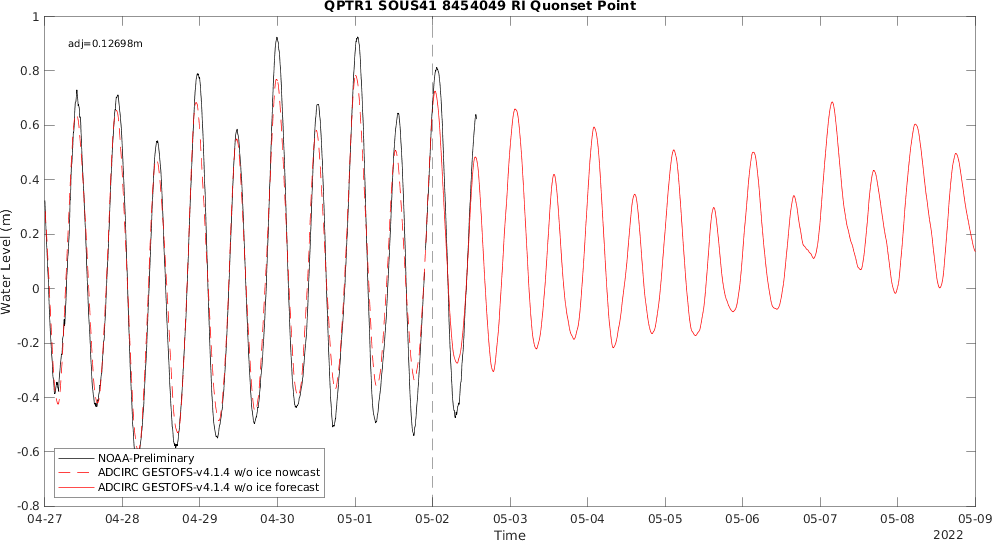 QPTR1 SOUS41 8454049 RI Quonset Point
adj=0.12698m
Water Level (m)
1
0.8
0.6
0.4
0.2
0
-0.2
-0.4
-0.6
-0.8
NOAA-Preliminary
ADCIRC GESTOFS-v4.1.4 w/o ice nowcast
ADCIRC GESTOFS-v4.1.4 w/o ice forecast
04-27 04-28 04-29 04-30 05-01 05-02 05-03 05-04 05-05 05-06 05-07 05-08 05-09
Time
2022